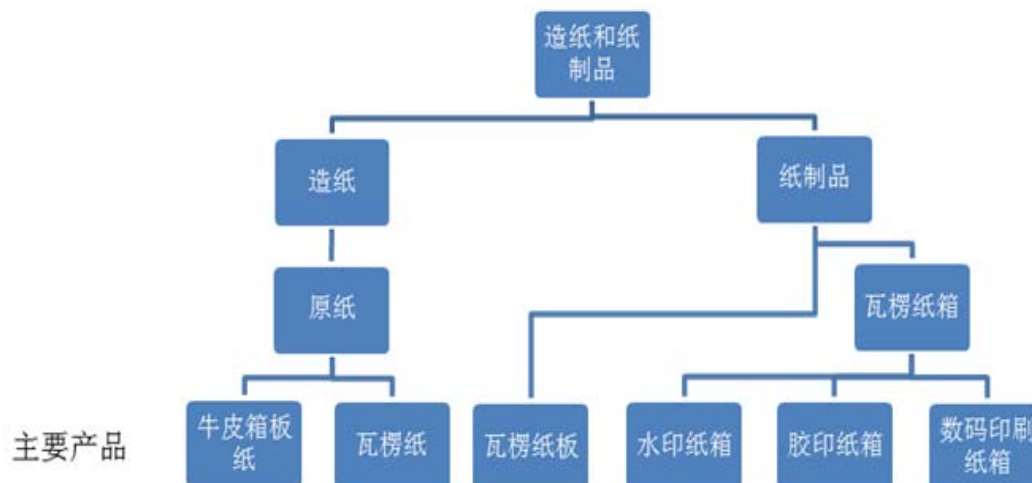 造纸和纸
制品
造纸
纸制品
原纸
瓦楞纸箱
主要产品
牛皮箱板
纸
瓦楞纸
瓦楞纸板
水印纸箱
胶印纸箱
数码印刷
纸箱